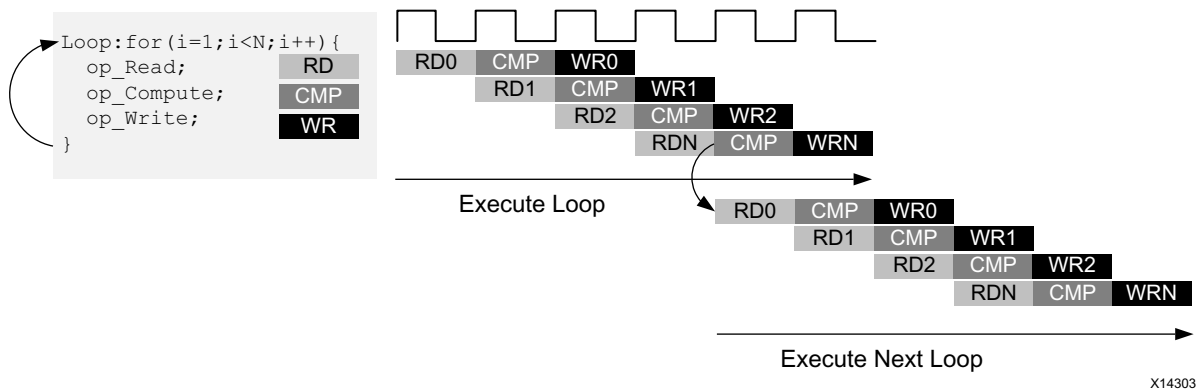 Loop:for(i=1;i<N;i++){
op_Read; RD
op_Compute; CMP
op_Write; WR
}
RD0 CMP WR0
RD1 CMP WR1
RD2 CMP WR2
RDN CMP WRN
Execute Loop
RD0 CMP WR0
RD1 CMP WR1
RD2 CMP WR2
RDN CMP WRN
Execute Next Loop
X14303